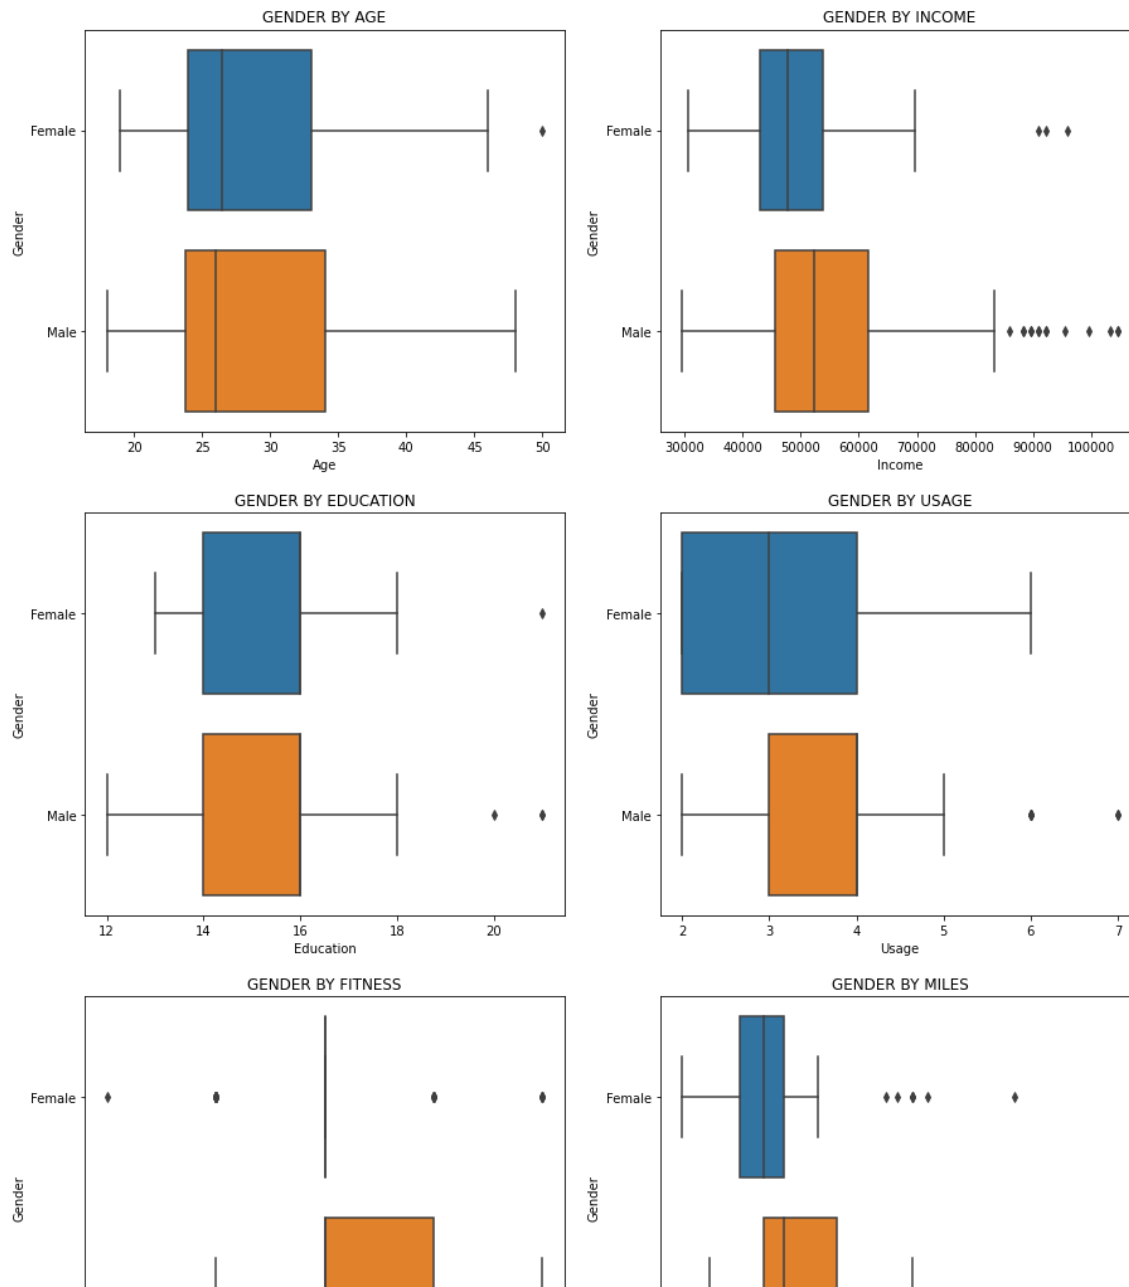 GENDER BY AGE
Female
Male
Gender
20 25 30 35 40 45 50
Age
GENDER BY INCOME
Female
Male
Gender
30000 40000 50000 60000 70000 80000 90000 100000
Income
GENDER BY EDUCATION
Female
Male
Gender
12 14 16 18 20
Education
GENDER BY USAGE
Female
Male
Gender
2 3 4 5 6 7
Usage
GENDER BY FITNESS
Female
Gender
GENDER BY MILES
Female
Gender